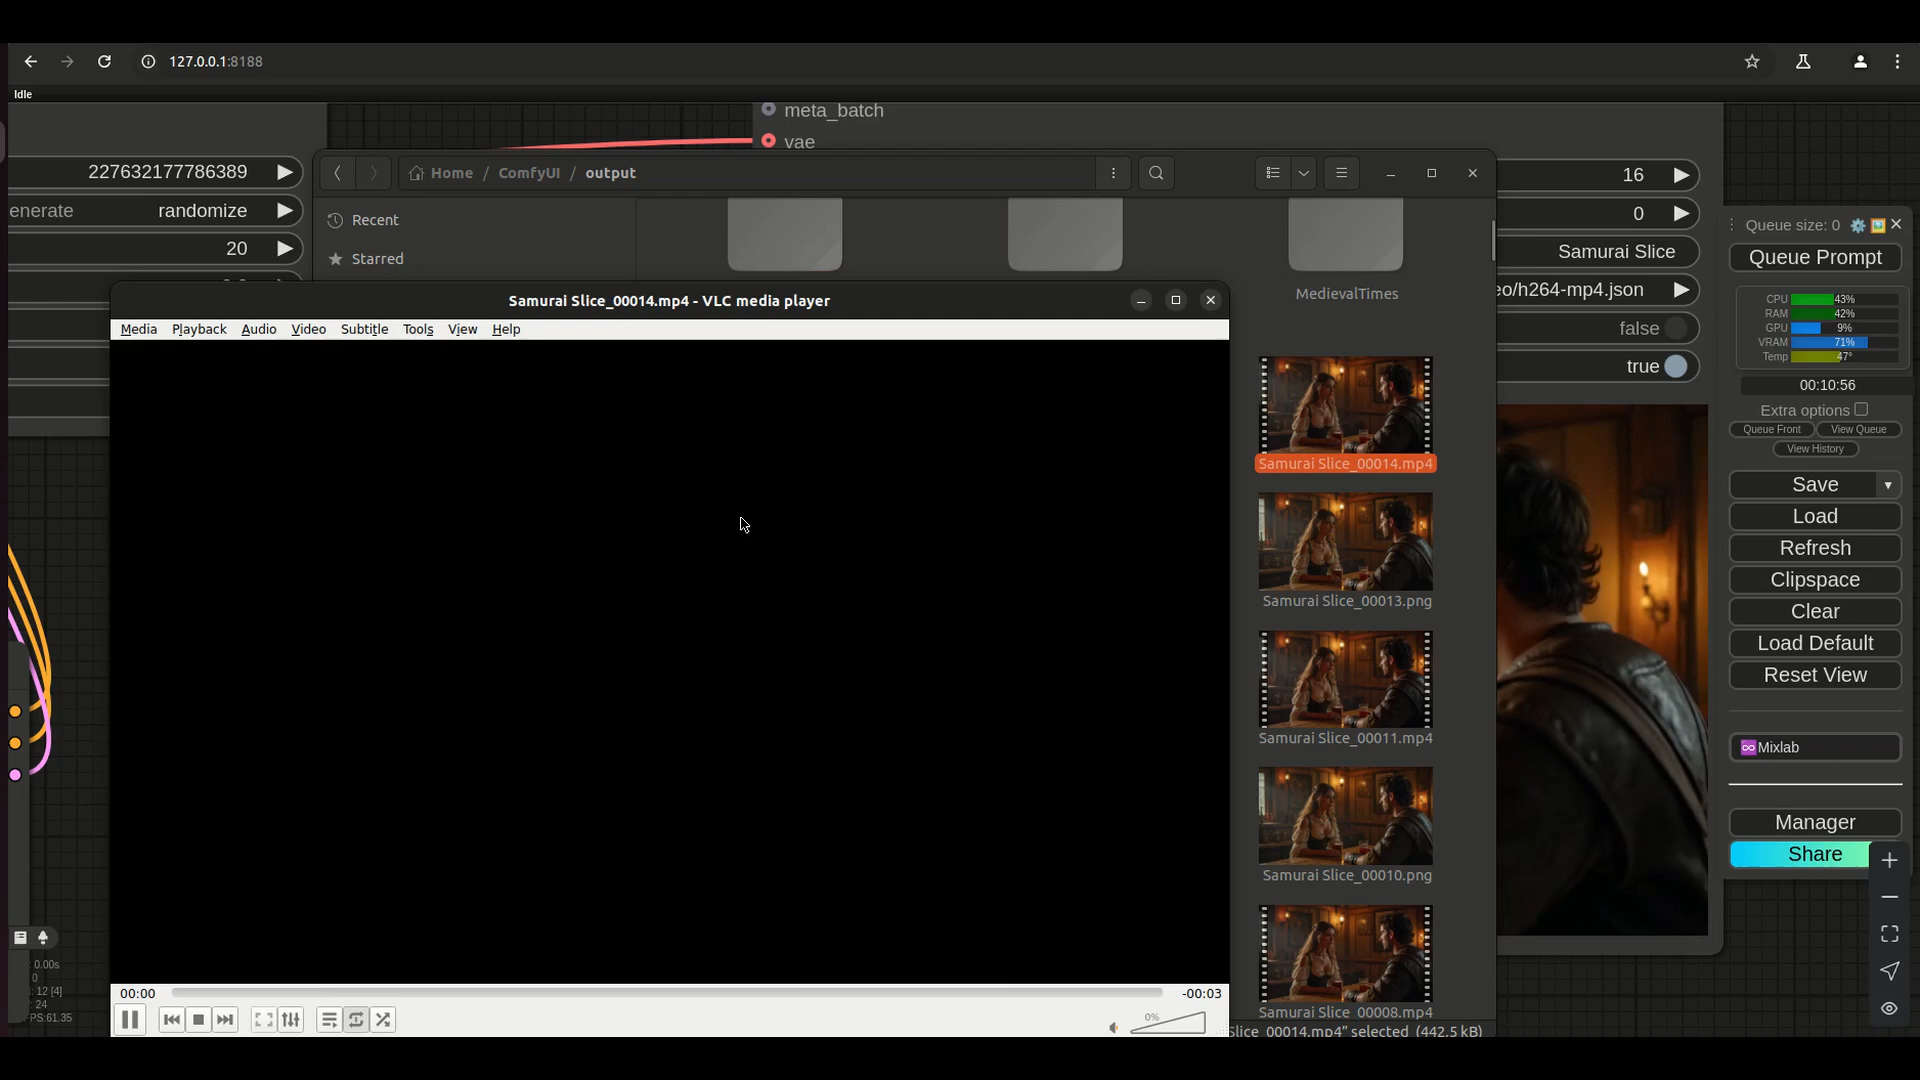 127.0.0.1:8188
Idle
meta_batch
vae
227632177786389
enerate randomize
20
Home / ComfyUI / output
Recent
Starred
MedievalTimes
16
0
Samurai Slice
eo/h264-mp4.json
false
true
Samurai Slice_00014.mp4 - VLC media player
Media Playback Audio Video Subtitle Tools View Help
00:00
-00:03
0%
Samurai Slice_00014.mp4
Samurai Slice_00013.png
Samurai Slice_00011.mp4
Samurai Slice_00010.png
Samurai Slice_00008.mp4
Slice_00014.mp4" selected (442.5 kB)
Queue size: 0
Queue Prompt
CPU 43%
RAM 42%
GPU 9%
VRAM 71%
Temp 47°
00:10:56
Extra options
Queue Front View Queue
View History
Save
Load
Refresh
Clipspace
Clear
Load Default
Reset View
Mixlab
Manager
Share
: 0.00s
0
: 12 [4]
: 24
PS:61.35